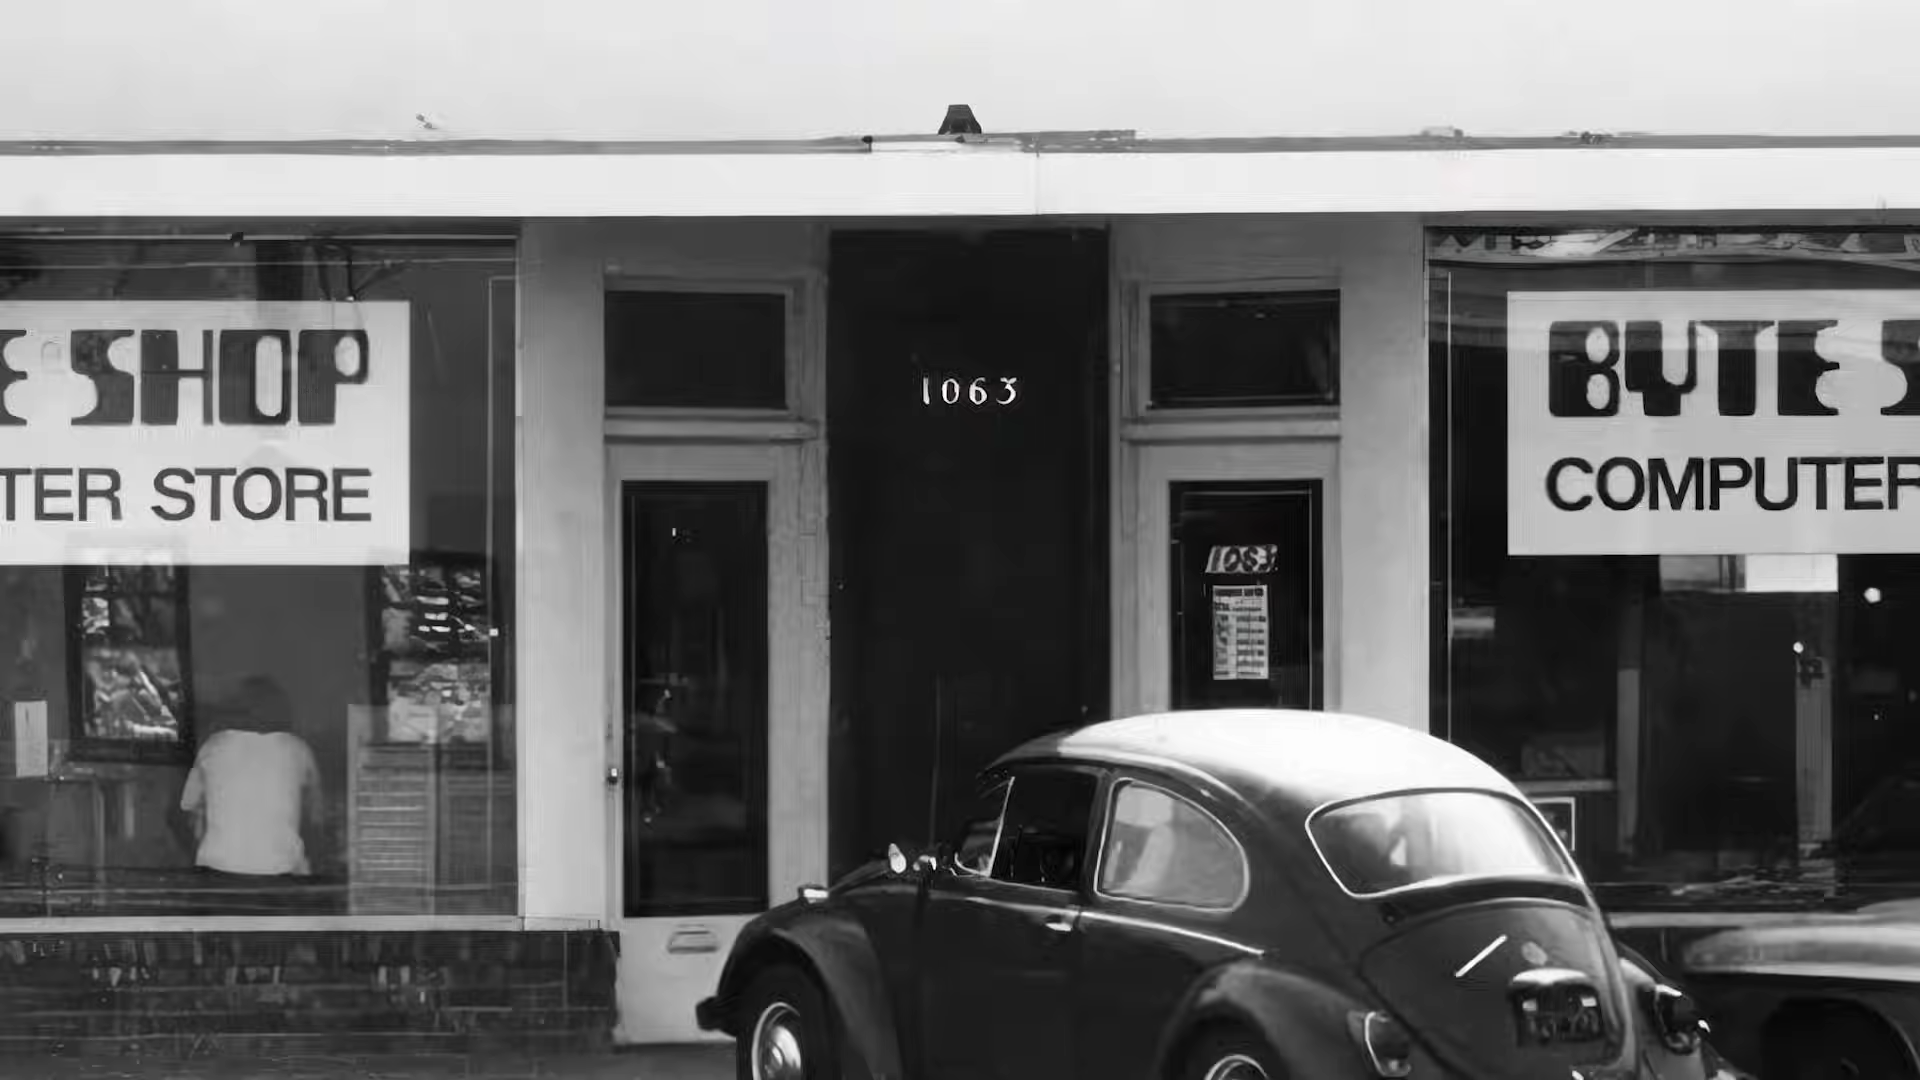 E SHOP
TER STORE
1063
1063
BYTE S
COMPUTER